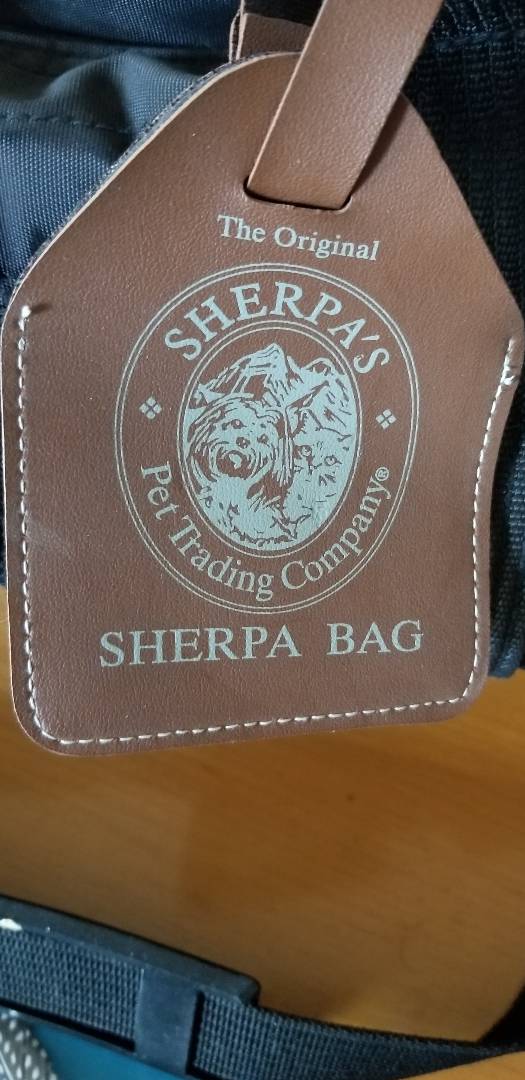 The Original
SHERPA'S
Pet Trading Company®
SHERPA BAG